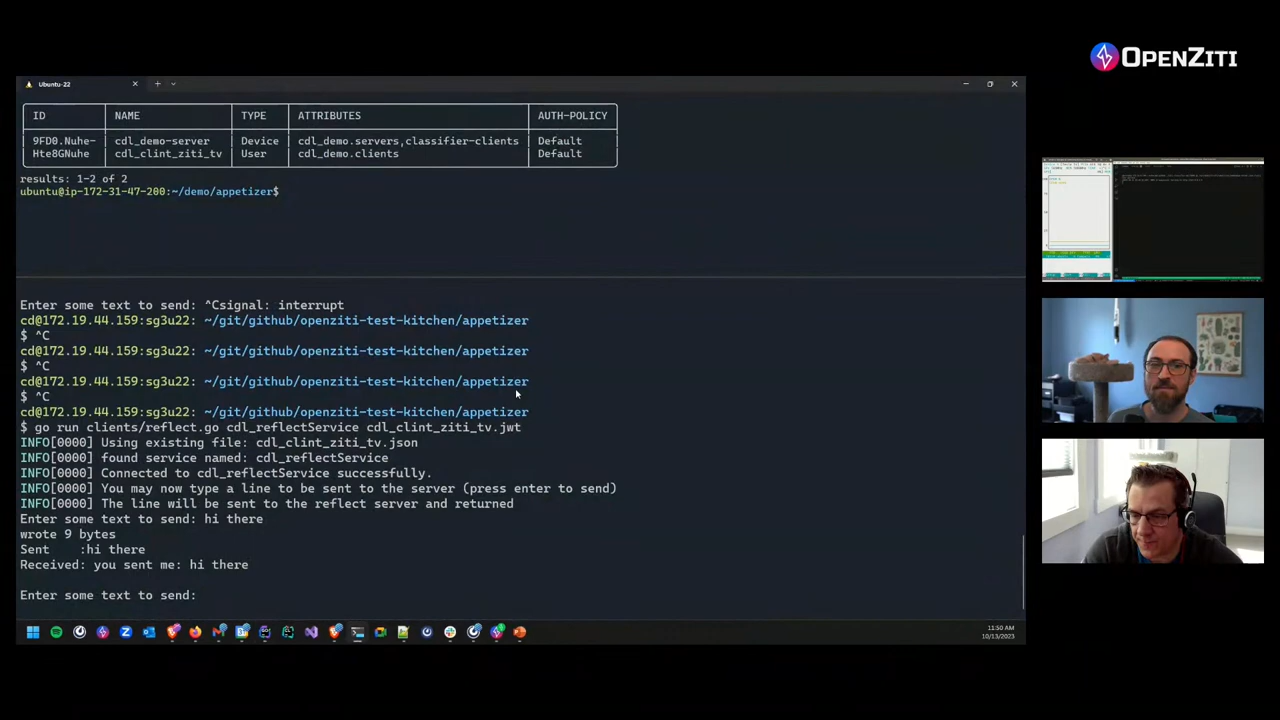 OPENZITI
Ubuntu-22
ID NAME TYPE ATTRIBUTES AUTH-POLICY
9FD0.Nuhe- cdl_demo-server Device cdl_demo.servers,classifier-clients Default
Hte8GNuhe cdl_clint_ziti_tv User cdl_demo.clients Default
results: 1-2 of 2
ubuntu@ip-172-31-47-200:~/demo/appetizer$
Enter some text to send: ^Csignal: interrupt
cd@172.19.44.159:sg3u22: ~/git/github/openziti-test-kitchen/appetizer
$ ^C
cd@172.19.44.159:sg3u22: ~/git/github/openziti-test-kitchen/appetizer
$ ^C
cd@172.19.44.159:sg3u22: ~/git/github/openziti-test-kitchen/appetizer
$ ^C
cd@172.19.44.159:sg3u22: ~/git/github/openziti-test-kitchen/appetizer
$ go run clients/reflect.go cdl_reflectService cdl_clint_ziti_tv.jwt
INFO[0000] Using existing file: cdl_clint_ziti_tv.json
INFO[0000] found service named: cdl_reflectService
INFO[0000] Connected to cdl_reflectService successfully.
INFO[0000] You may now type a line to be sent to the server (press enter to send)
INFO[0000] The line will be sent to the reflect server and returned
Enter some text to send: hi there
wrote 9 bytes
Sent    :hi there
Received: you sent me: hi there
Enter some text to send:
11:50 AM
10/13/2023